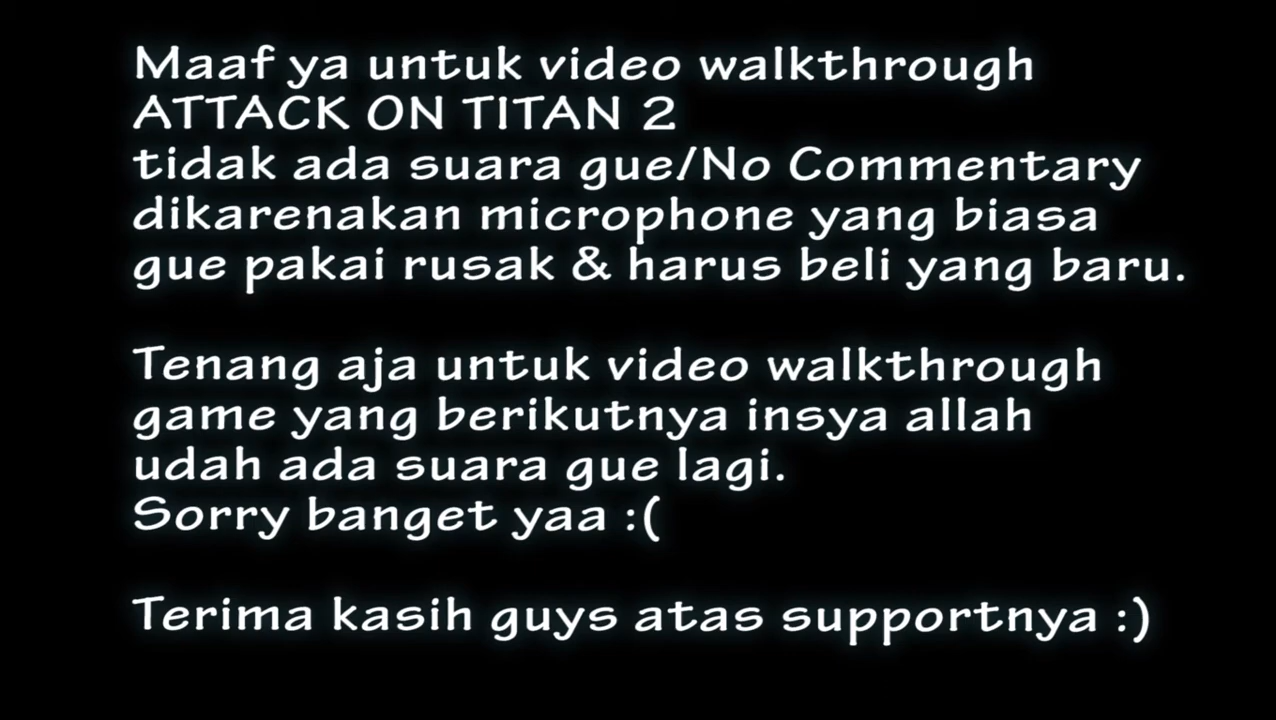 Maaf ya untuk video walkthrough
ATTACK ON TITAN 2
tidak ada suara gue/No Commentary
dikarenakan microphone yang biasa
gue pakai rusak & harus beli yang baru.
Tenang aja untuk video walkthrough
game yang berikutnya insya allah
udah ada suara gue lagi.
Sorry banget yaa :(
Terima kasih guys atas supportnya :)